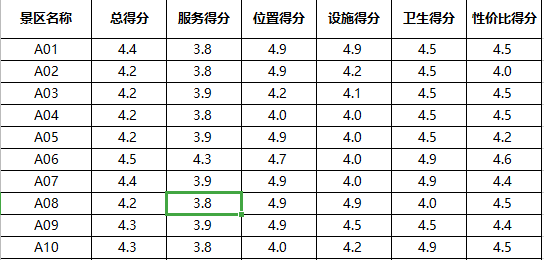 景区名称 总得分 服务得分 位置得分 设施得分 卫生得分 性价比得分
A01 4.4 3.8 4.9 4.9 4.5 4.5
A02 4.2 3.8 4.9 4.2 4.5 4.0
A03 4.2 3.9 4.2 4.1 4.5 4.5
A04 4.2 3.8 4.0 4.0 4.5 4.5
A05 4.2 3.9 4.9 4.0 4.5 4.2
A06 4.5 4.3 4.7 4.0 4.9 4.6
A07 4.4 3.9 4.9 4.0 4.9 4.4
A08 4.2 3.8 4.9 4.9 4.0 4.5
A09 4.3 3.9 4.9 4.5 4.5 4.4
A10 4.3 3.8 4.0 4.2 4.9 4.5